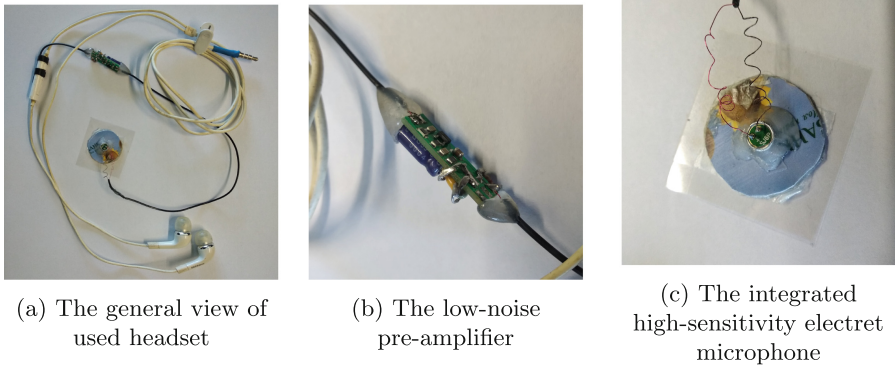 (a) The general view of
used headset
(b) The low-noise
pre-amplifier
(c) The integrated
high-sensitivity electret
microphone